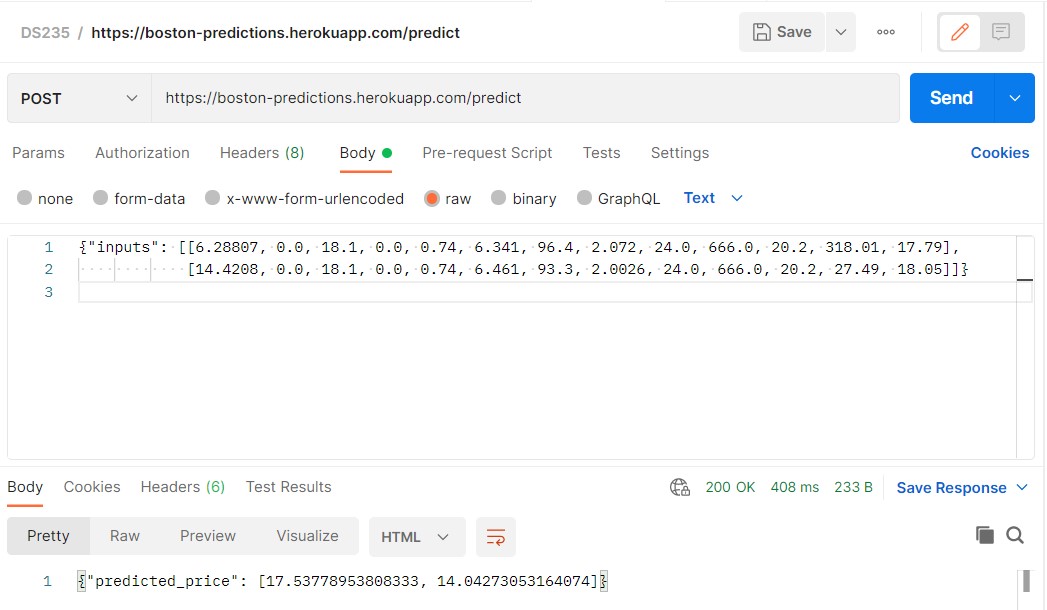 DS235 / https://boston-predictions.herokuapp.com/predict Save
POST https://boston-predictions.herokuapp.com/predict Send
Params Authorization Headers (8) Body Pre-request Script Tests Settings Cookies
none form-data x-www-form-urlencoded raw binary GraphQL Text
1 {"inputs": [[6.28807, 0.0, 18.1, 0.0, 0.74, 6.341, 96.4, 2.072, 24.0, 666.0, 20.2, 318.01, 17.79],
2 [14.4208, 0.0, 18.1, 0.0, 0.74, 6.461, 93.3, 2.0026, 24.0, 666.0, 20.2, 27.49, 18.05]]}
3
Body Cookies Headers (6) Test Results 200 OK 408 ms 233 B Save Response
Pretty Raw Preview Visualize HTML
1 {"predicted_price": [17.53778953808333, 14.04273053164074]}